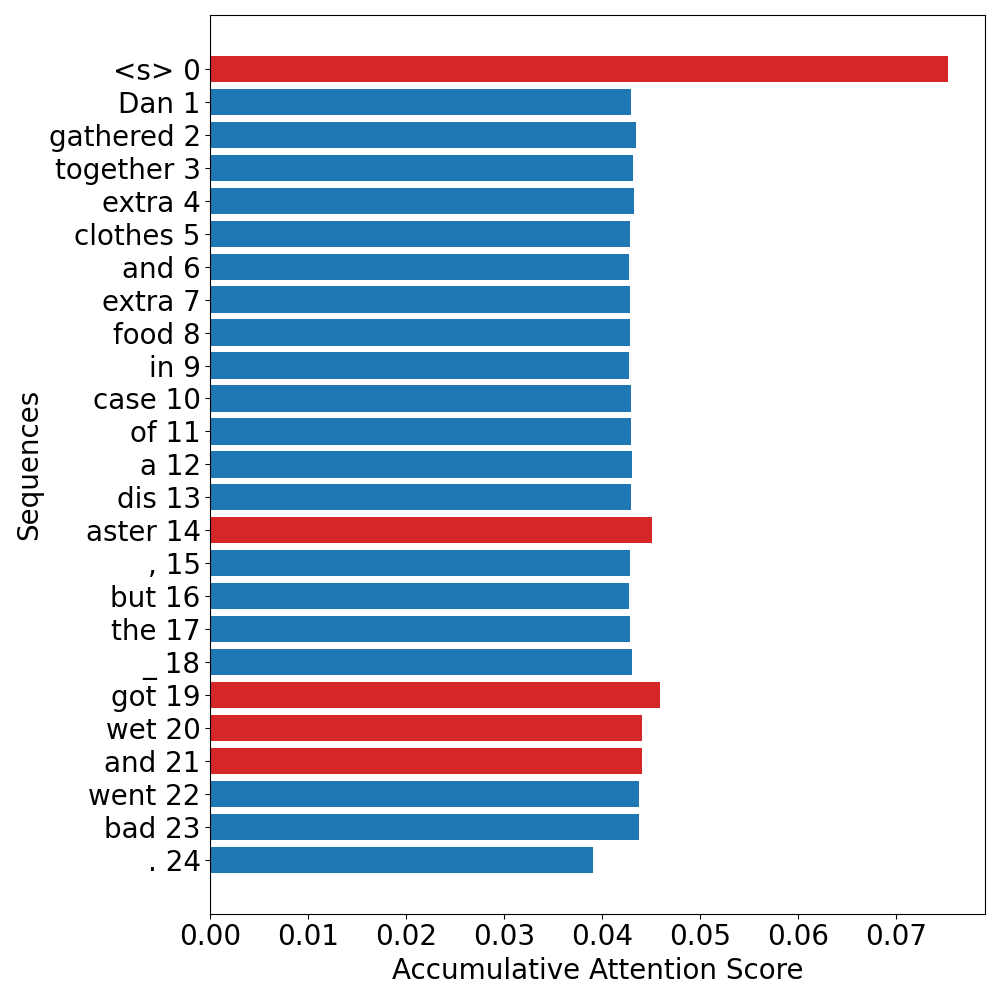 <s> 0
Dan 1
gathered 2
together 3
extra 4
clothes 5
and 6
extra 7
food 8
in 9
case 10
of 11
a 12
dis 13
aster 14
, 15
but 16
the 17
_ 18
got 19
wet 20
and 21
went 22
bad 23
. 24
Sequences
0.00 0.01 0.02 0.03 0.04 0.05 0.06 0.07
Accumulative Attention Score